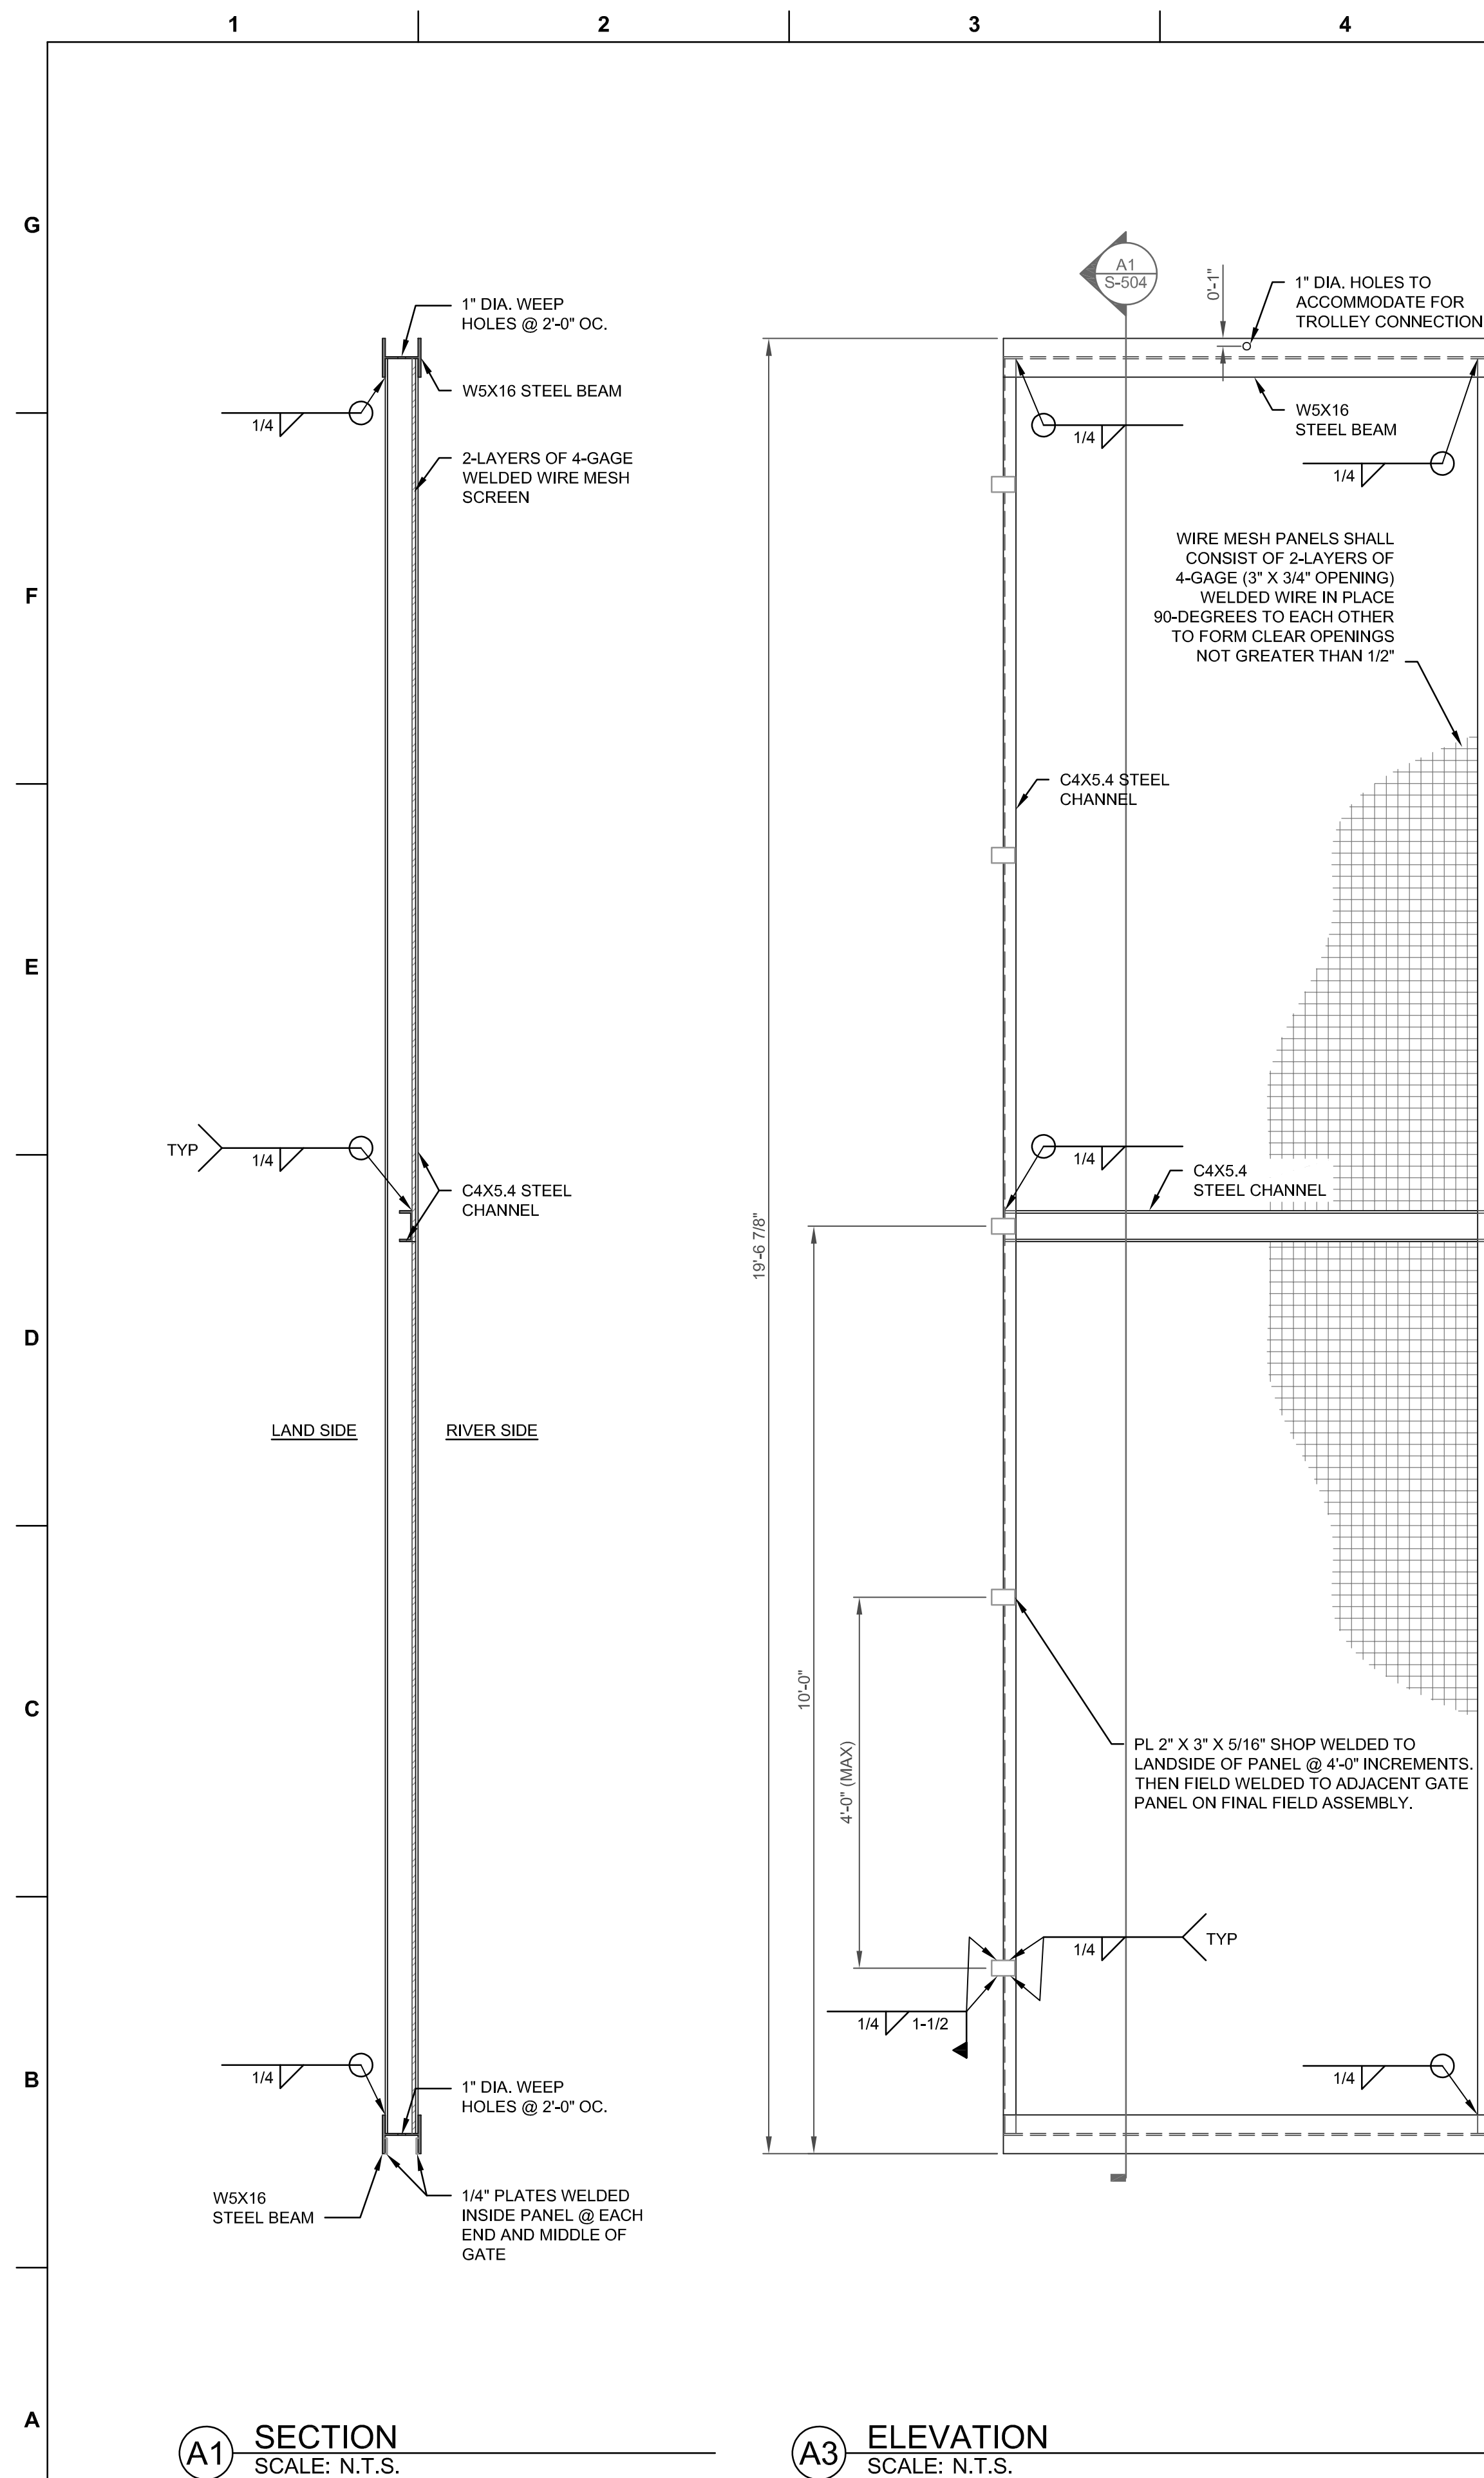 1
2
3
4
G
F
E
D
C
B
A
1" DIA. WEEP
HOLES @ 2'-0" OC.
W5X16 STEEL BEAM
1/4
2-LAYERS OF 4-GAGE
WELDED WIRE MESH
SCREEN
TYP
1/4
C4X5.4 STEEL
CHANNEL
LAND SIDE
RIVER SIDE
1/4
1" DIA. WEEP
HOLES @ 2'-0" OC.
W5X16
STEEL BEAM
1/4" PLATES WELDED
INSIDE PANEL @ EACH
END AND MIDDLE OF
GATE
A1
SECTION
SCALE: N.T.S.
A1
S-504
0'-1"
1" DIA. HOLES TO
ACCOMMODATE FOR
TROLLEY CONNECTION
W5X16
STEEL BEAM
1/4
1/4
WIRE MESH PANELS SHALL
CONSIST OF 2-LAYERS OF
4-GAGE (3" X 3/4" OPENING)
WELDED WIRE IN PLACE
90-DEGREES TO EACH OTHER
TO FORM CLEAR OPENINGS
NOT GREATER THAN 1/2"
C4X5.4 STEEL
CHANNEL
1/4
C4X5.4
STEEL CHANNEL
19'-6 7/8"
10'-0"
4'-0" (MAX)
PL 2" X 3" X 5/16" SHOP WELDED TO
LANDSIDE OF PANEL @ 4'-0" INCREMENTS.
THEN FIELD WELDED TO ADJACENT GATE
PANEL ON FINAL FIELD ASSEMBLY.
1/4
TYP
1/4 1-1/2
1/4
A3
ELEVATION
SCALE: N.T.S.